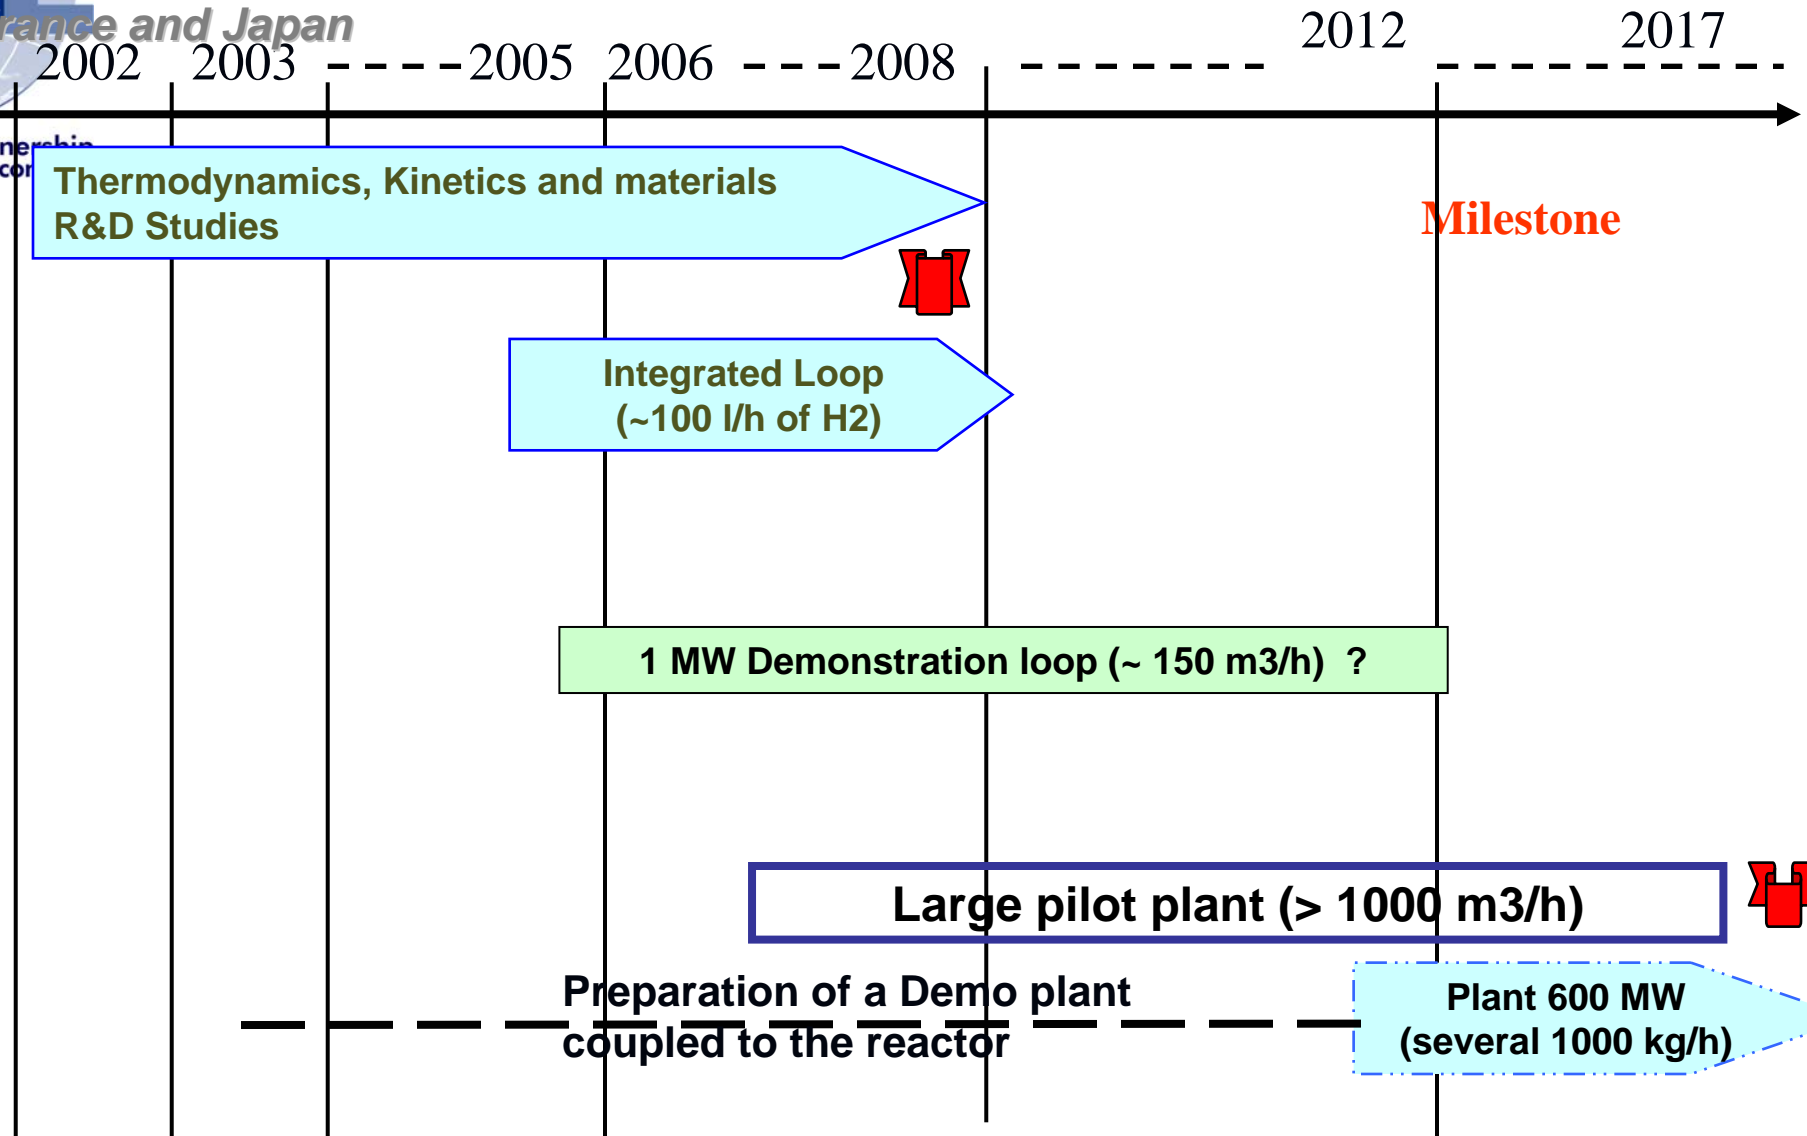 and Japan
2002 2003 2005 2006 2008 2012 2017
Thermodynamics, Kinetics and materials
R&D Studies
Milestone
Integrated Loop
(~100 l/h of H2)
1 MW Demonstration loop (~ 150 m3/h) ?
Large pilot plant (> 1000 m3/h)
Preparation of a Demo plant
coupled to the reactor
Plant 600 MW
(several 1000 kg/h)